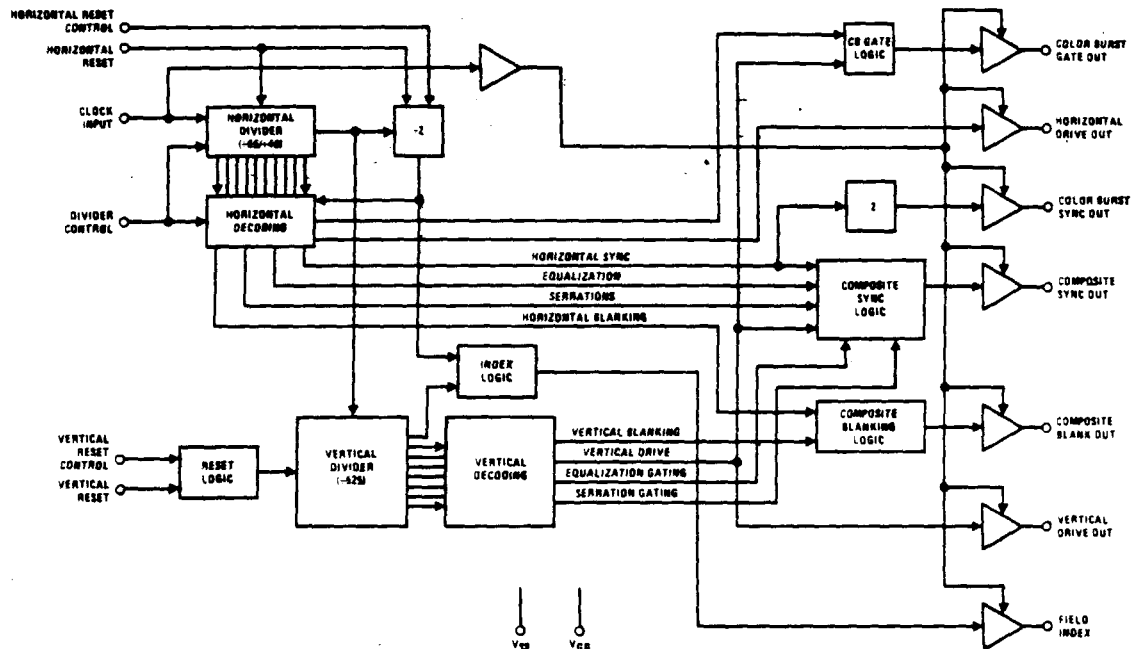 HORIZONTAL RESET
CONTROL
HORIZONTAL
RESET
CLOCK
INPUT
DIVIDER
CONTROL
HORIZONTAL
DIVIDER
-2
HORIZONTAL
DECODING
CB GATE
LOGIC
2
COLOR BURST
GATE OUT
HORIZONTAL
DRIVE OUT
COLOR BURST
SYNC OUT
COMPOSITE
SYNC OUT
HORIZONTAL SYNC
EQUALIZATION
SERRATIONS
HORIZONTAL BLANKING
COMPOSITE
SYNC
LOGIC
INDEX
LOGIC
COMPOSITE
BLANKING
LOGIC
COMPOSITE
BLANK OUT
VERTICAL
RESET
CONTROL
VERTICAL
RESET
RESET
LOGIC
VERTICAL
DIVIDER
(-525)
VERTICAL
DECODING
VERTICAL BLANKING
VERTICAL DRIVE
EQUALIZATION GATING
SERRATION GATING
VERTICAL
DRIVE OUT
FIELD
INDEX